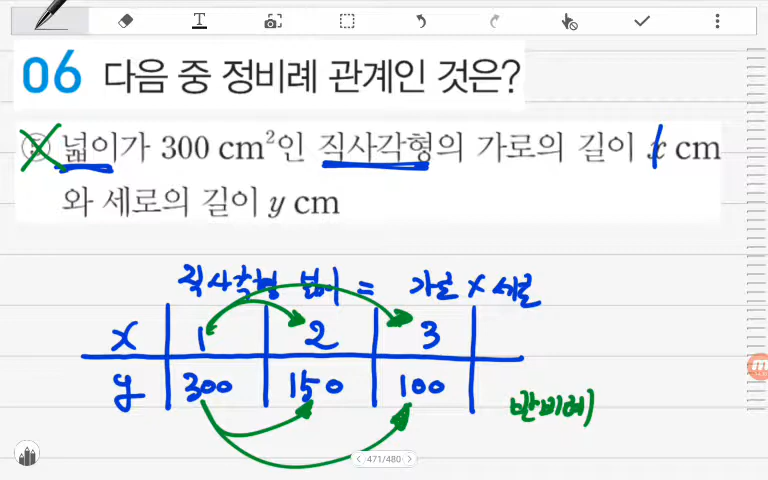 06 다음 중 정비례 관계인 것은?
⑤ 넓이가 300 cm²인 직사각형의 가로의 길이 x cm
와 세로의 길이 y cm
직사각형 넓이 = 가로 × 세로
x 1 2 3
y 300 150 100
반비례
471/480